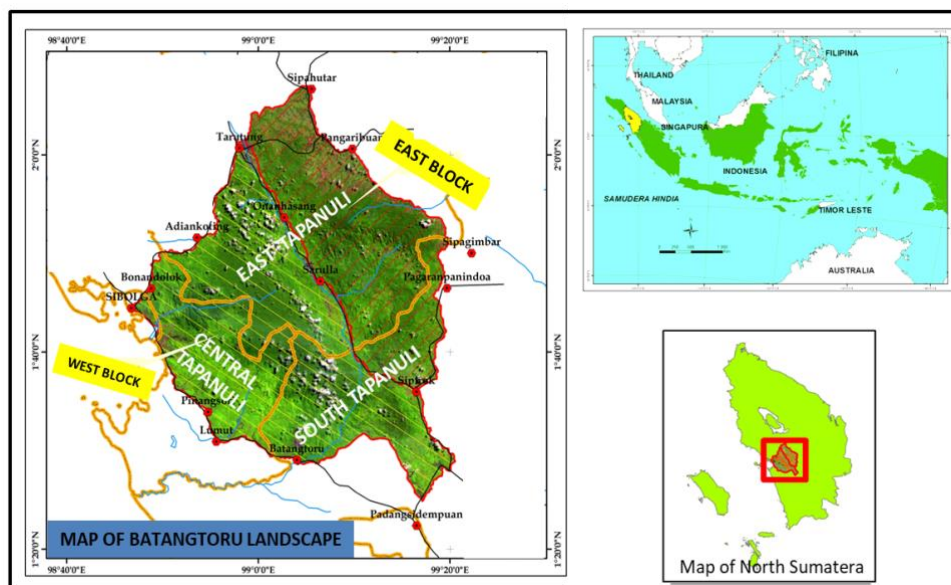 98°40'0"E
99°0'0"E
99°20'0"E
Sipahutar
Tarutung
Pangaribuan
2°0'0"N
2°0'0"N
EAST BLOCK
Onanhasang
EAST TAPANULI
Adiankoting
Sipagimbar
Sarulla
Pagaranpanindoa
Bonandolok
SIBOLGA
1°40'0"N
1°40'0"N
CENTRAL
TAPANULI
WEST BLOCK
SOUTH TAPANULI
Sipirok
Lumut
Batangtoru
Padangsidempuan
MAP OF BATANGTORU LANDSCAPE
1°20'0"N
1°20'0"N
98°40'0"E
99°0'0"E
99°20'0"E
FILIPINA
THAILAND
MALAYSIA
SINGAPURA
INDONESIA
SAMUDERA HINDIA
TIMOR LESTE
AUSTRALIA
Map of North Sumatera